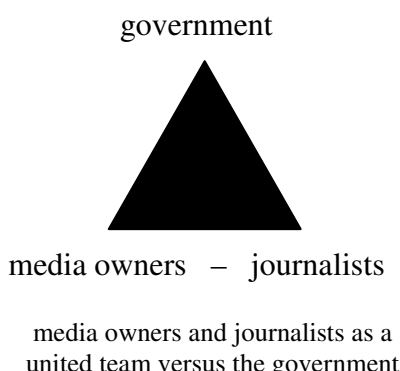 government
media owners – journalists
media owners and journalists as a
united team versus the government